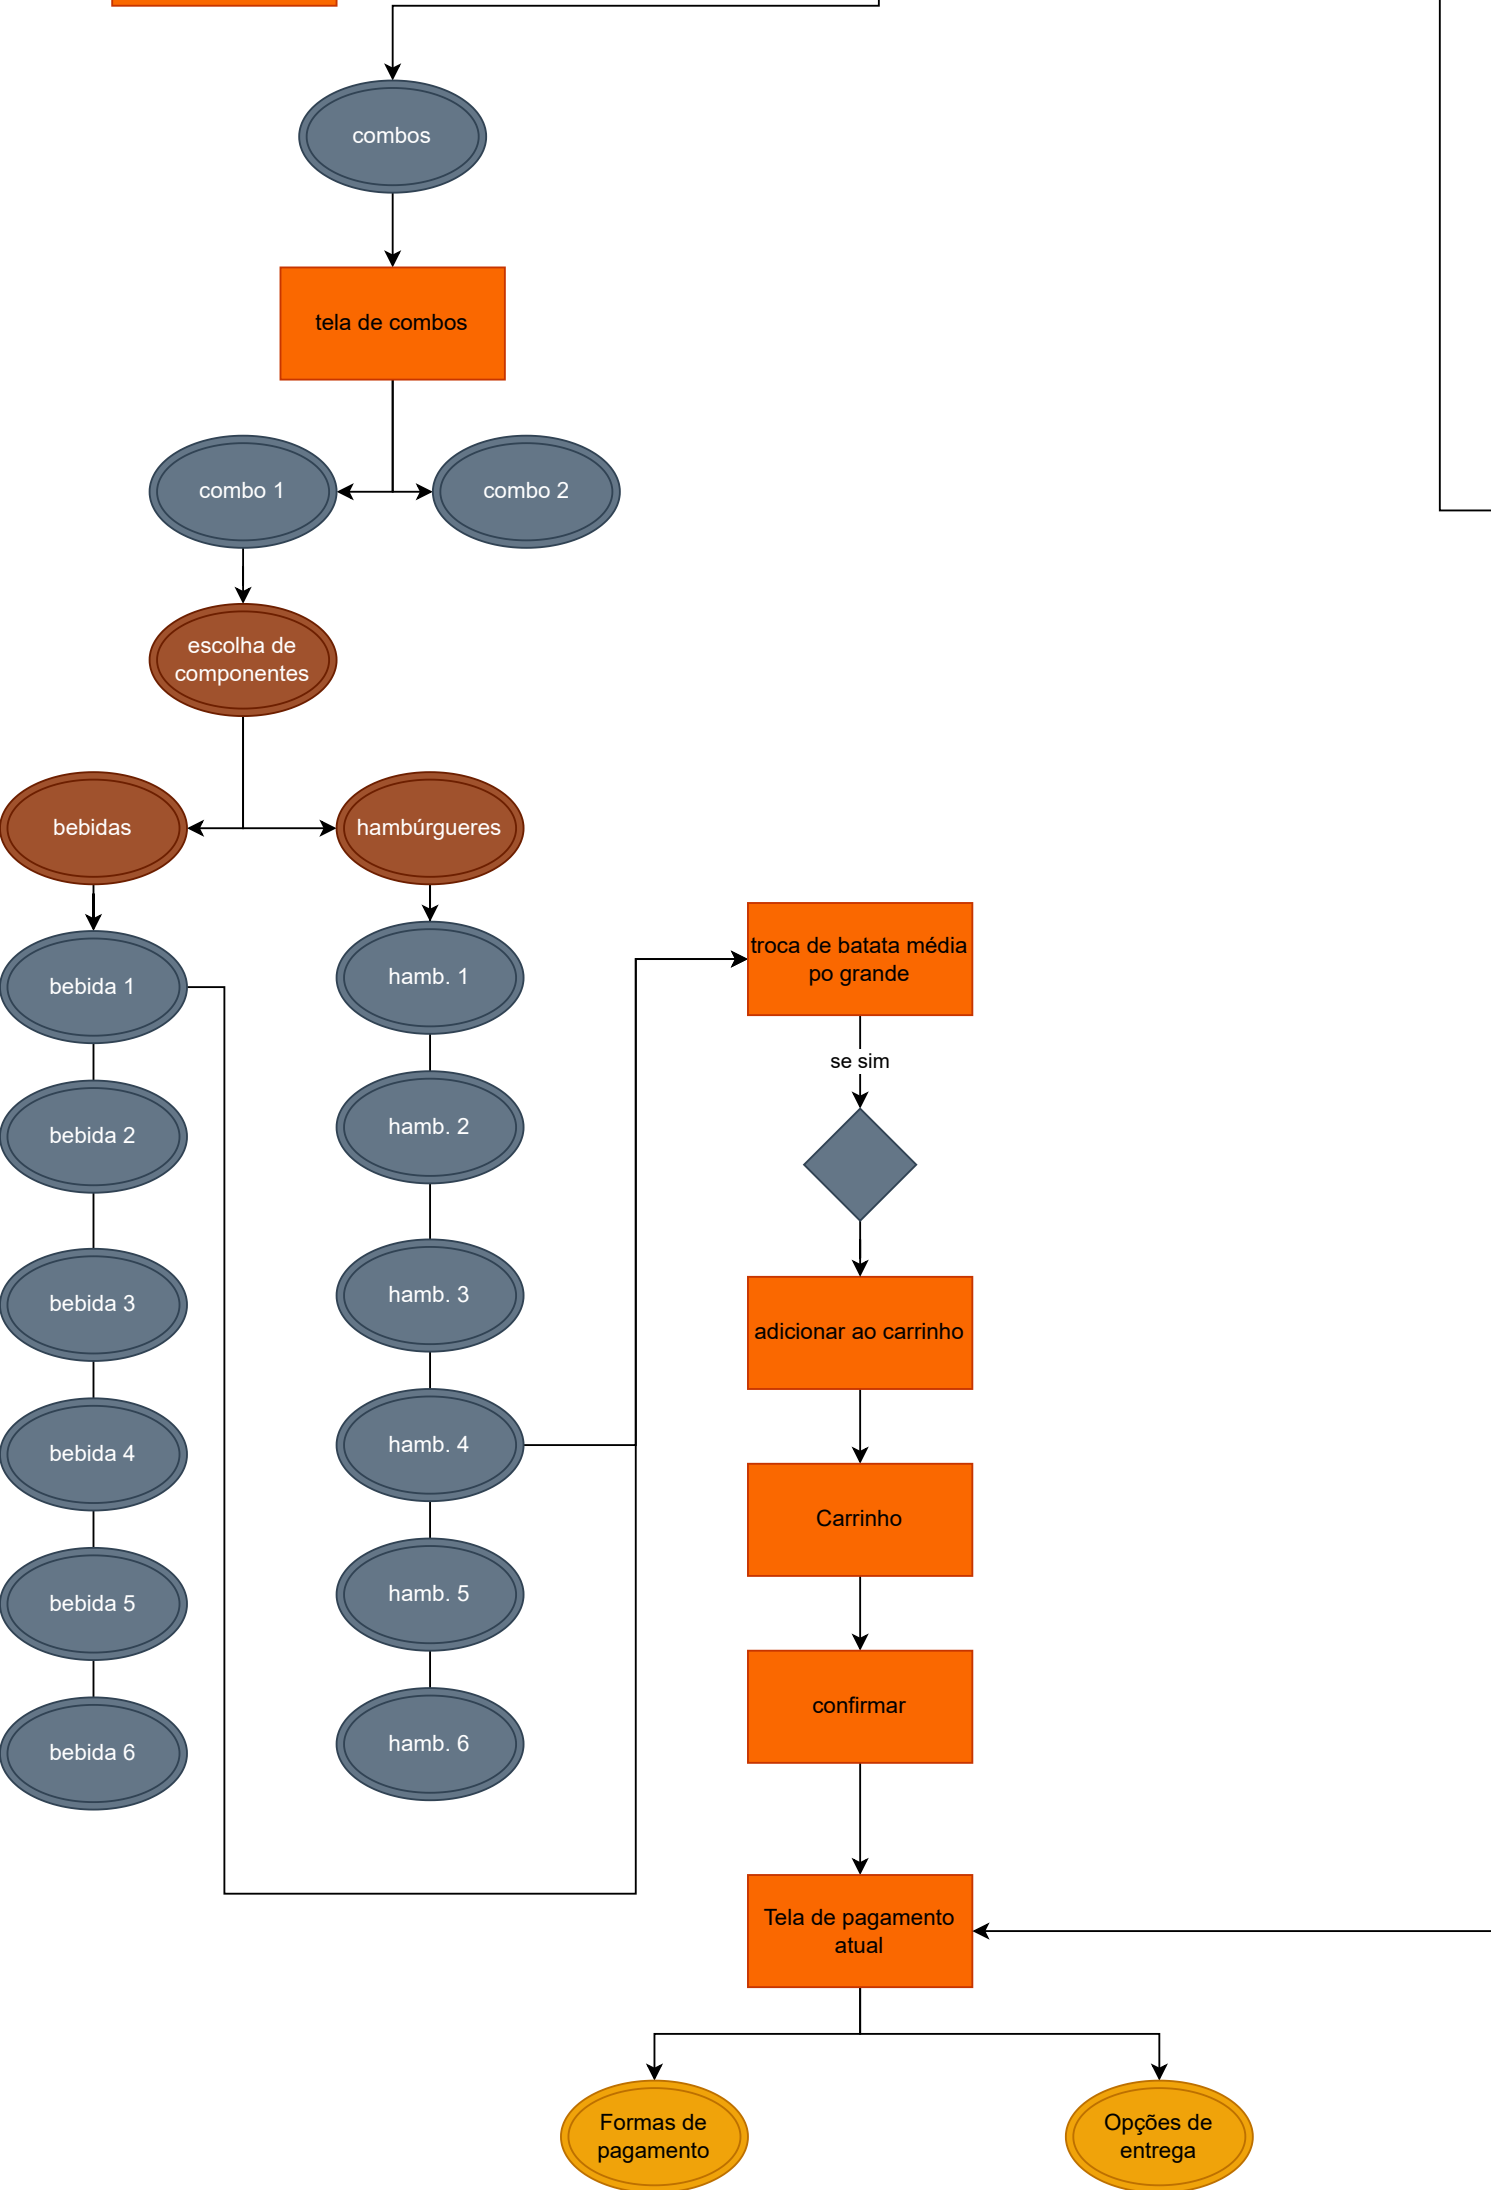 combos
tela de combos
combo 1
combo 2
escolha de
componentes
bebidas
hambúrgueres
bebida 1
bebida 2
bebida 3
bebida 4
bebida 5
bebida 6
hamb. 1
hamb. 2
hamb. 3
hamb. 4
hamb. 5
hamb. 6
troca de batata média
po grande
se sim
adicionar ao carrinho
Carrinho
confirmar
Tela de pagamento
atual
Formas de
pagamento
Opções de
entrega